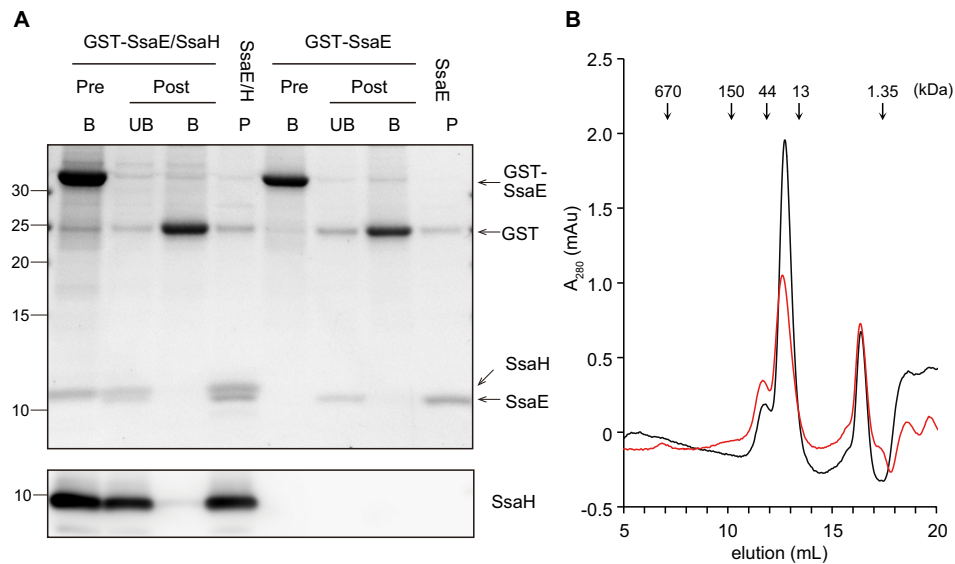 A
GST-SsaE/SsaH
SsaE/H
GST-SsaE
SsaE
Pre
Post
Pre
Post
B
UB
B
P
B
UB
B
P
30
25
20
15
10
GST-
SsaE
GST
SsaH
SsaE
10
SsaH
B
2.5
2.0
1.5
1.0
0.5
0
-0.5
A280 (mAu)
670
150
44
13
1.35
(kDa)
5
10
15
20
elution (mL)